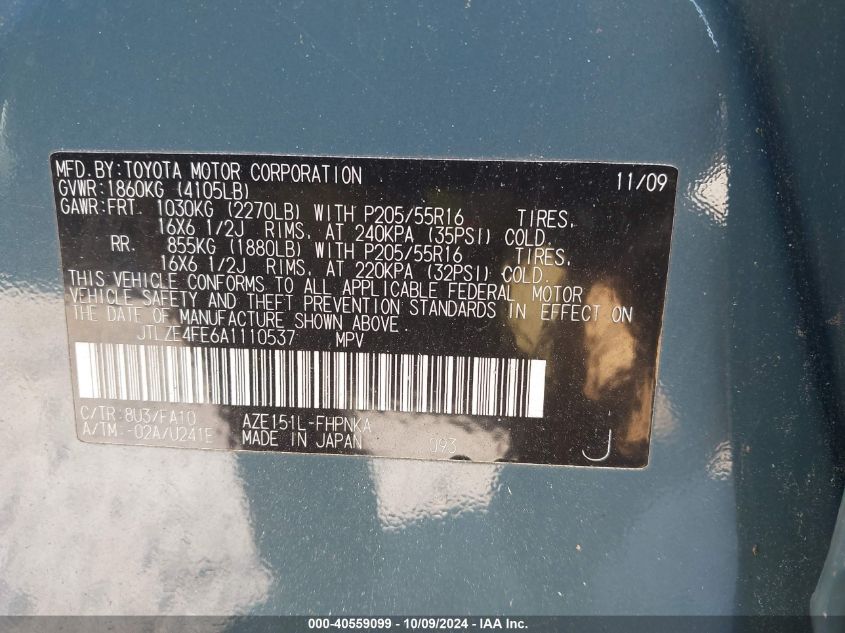 MFD.BY:TOYOTA MOTOR CORPORATION 11/09
GVWR:1860KG (4105LB)
GAWR:FRT. 1030KG (2270LB) WITH P205/55R16 TIRES,
16X6 1/2J RIMS, AT 240KPA (35PSI) COLD.
RR. 855KG (1880LB) WITH P205/55R16 TIRES,
16X6 1/2J RIMS, AT 220KPA (32PSI) COLD.
THIS VEHICLE CONFORMS TO ALL APPLICABLE FEDERAL MOTOR
VEHICLE SAFETY AND THEFT PREVENTION STANDARDS IN EFFECT ON
THE DATE OF MANUFACTURE SHOWN ABOVE.
JTLZE4FE6A1110537 MPV
C/TR:8U3/FA10 AZE151L-FHPNKA
A/TM:-02A/U241E MADE IN JAPAN 093 J
000-40559099 - 10/09/2024 - IAA Inc.